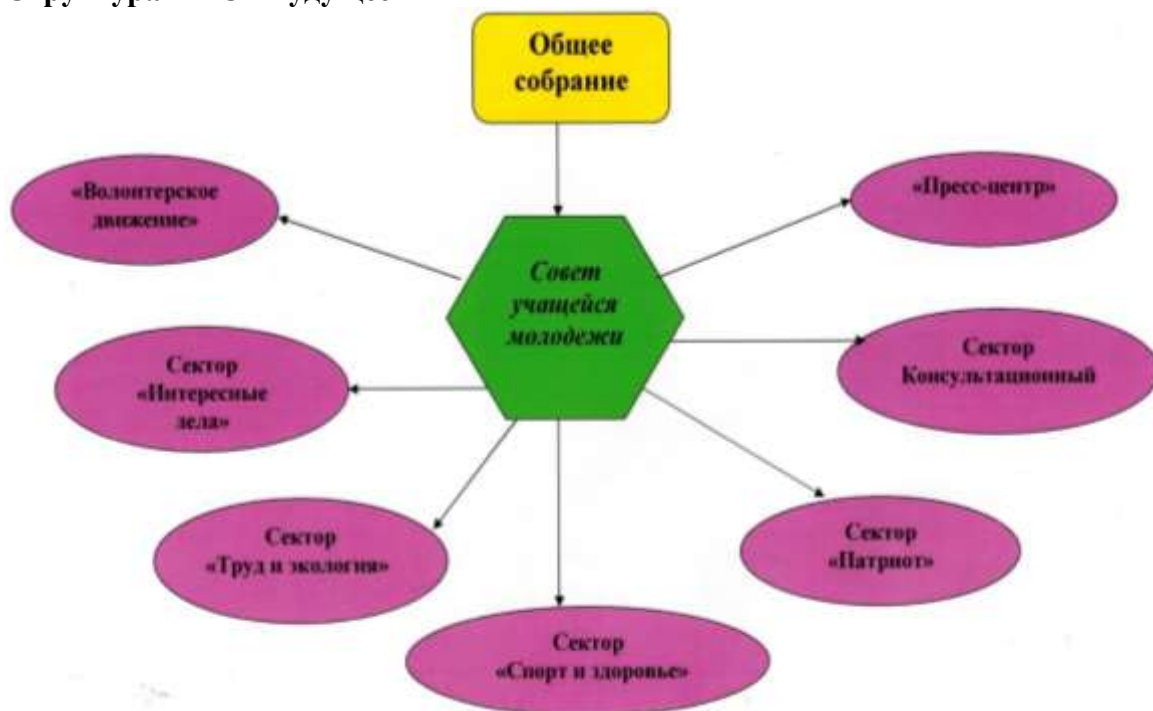 Общее
собрание
«Волонтерское
движение»
«Пресс-центр»
Совет
учащейся
молодежи
Сектор
«Интересные
дела»
Сектор
Консультационный
Сектор
«Труд и экология»
Сектор
«Патриот»
Сектор
«Спорт и здоровье»